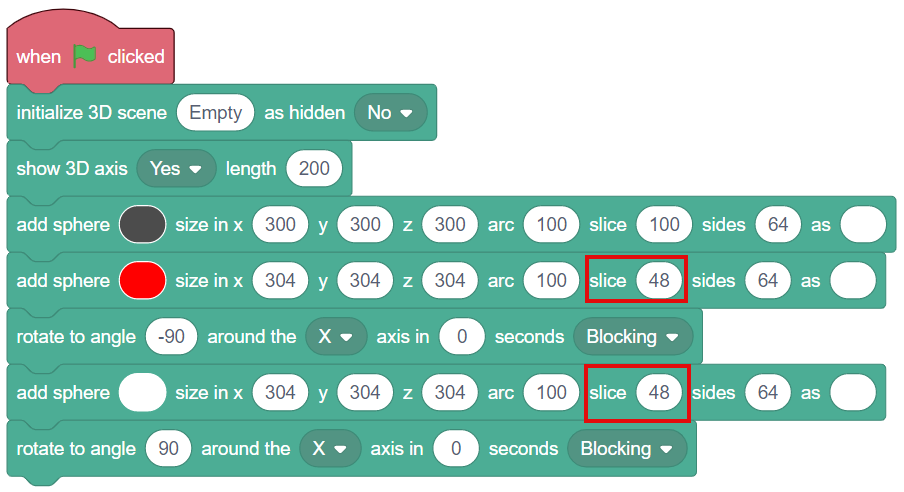 when clicked
initialize 3D scene Empty as hidden No
show 3D axis Yes length 200
add sphere size in x 300 y 300 z 300 arc 100 slice 100 sides 64 as
add sphere size in x 304 y 304 z 304 arc 100 slice 48 sides 64 as
rotate to angle -90 around the X axis in 0 seconds Blocking
add sphere size in x 304 y 304 z 304 arc 100 slice 48 sides 64 as
rotate to angle 90 around the X axis in 0 seconds Blocking